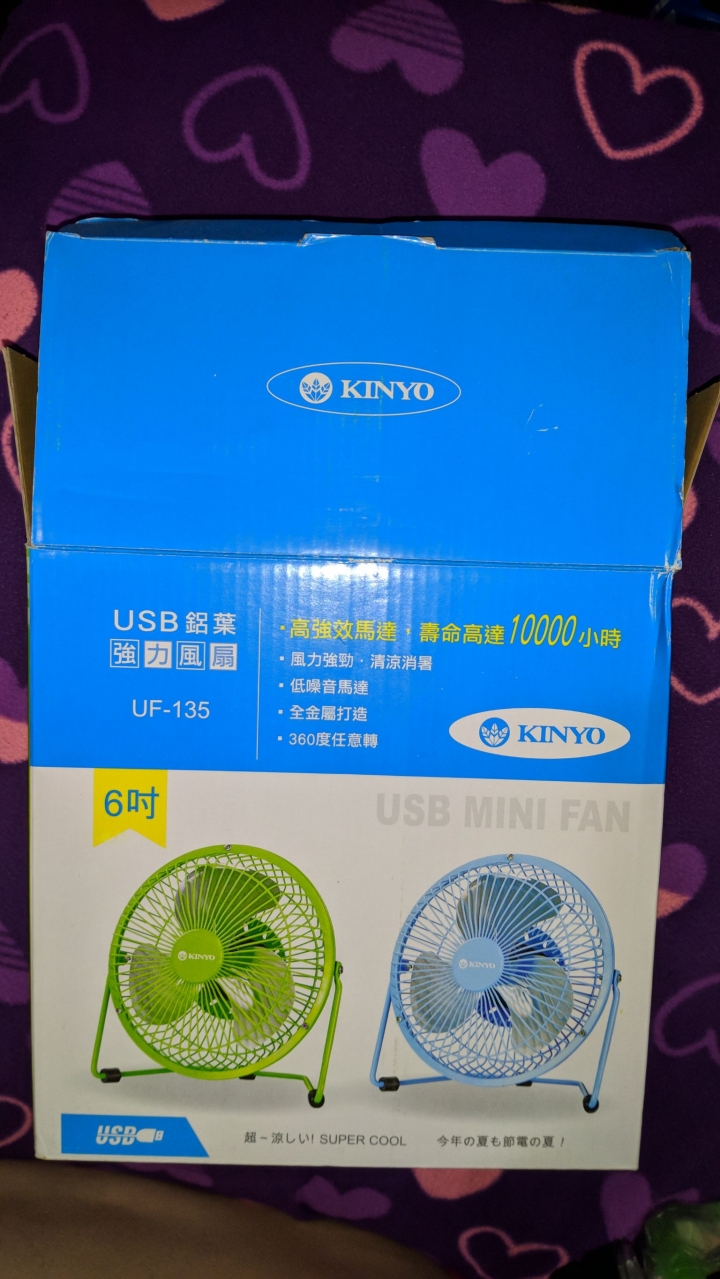 KINYO
USB 鋁葉
強力風扇
UF-135
・高強效馬達，壽命高達10000小時
▪ 風力強勁・清涼消暑
▪ 低噪音馬達
▪ 全金屬打造
▪ 360度任意轉
KINYO
6吋
USB MINI FAN
KINYO
KINYO
USB
超～涼しい! SUPER COOL
今年の夏も節電の夏！